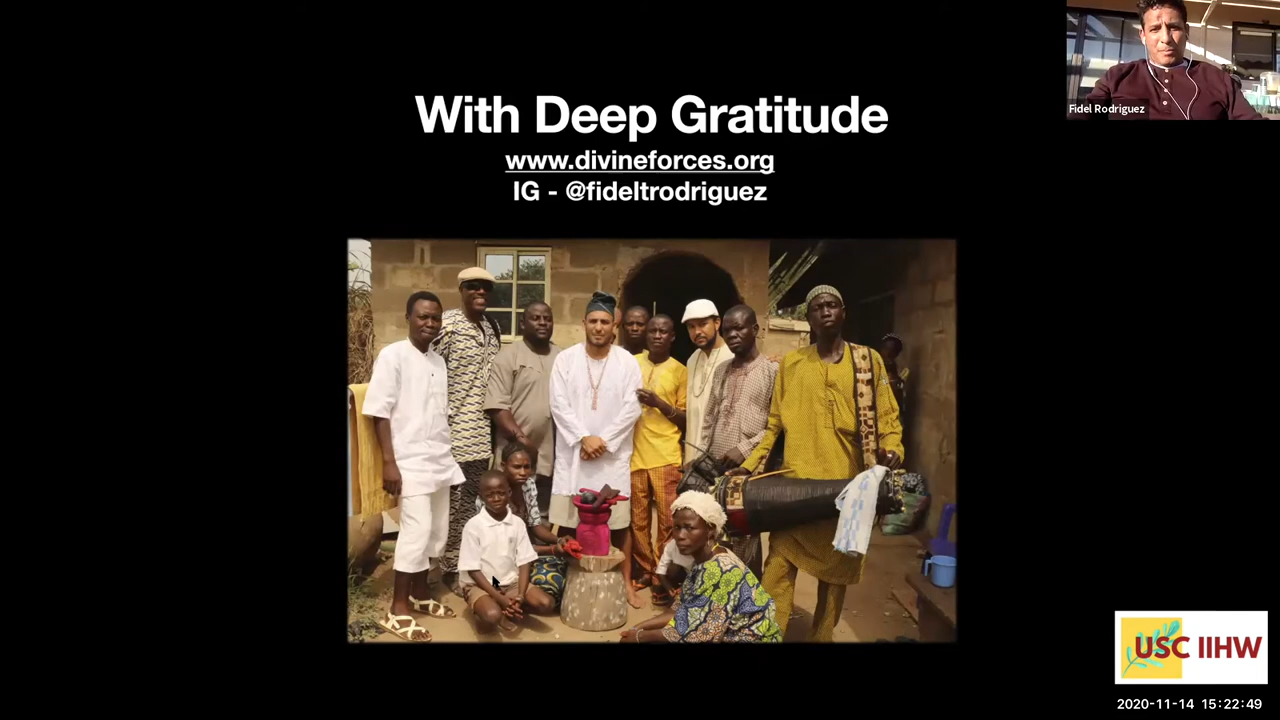 With Deep Gratitude
www.divineforces.org
IG - @fideltrodriguez
Fidel Rodriguez
USC IIHW
2020-11-14 15:22:49